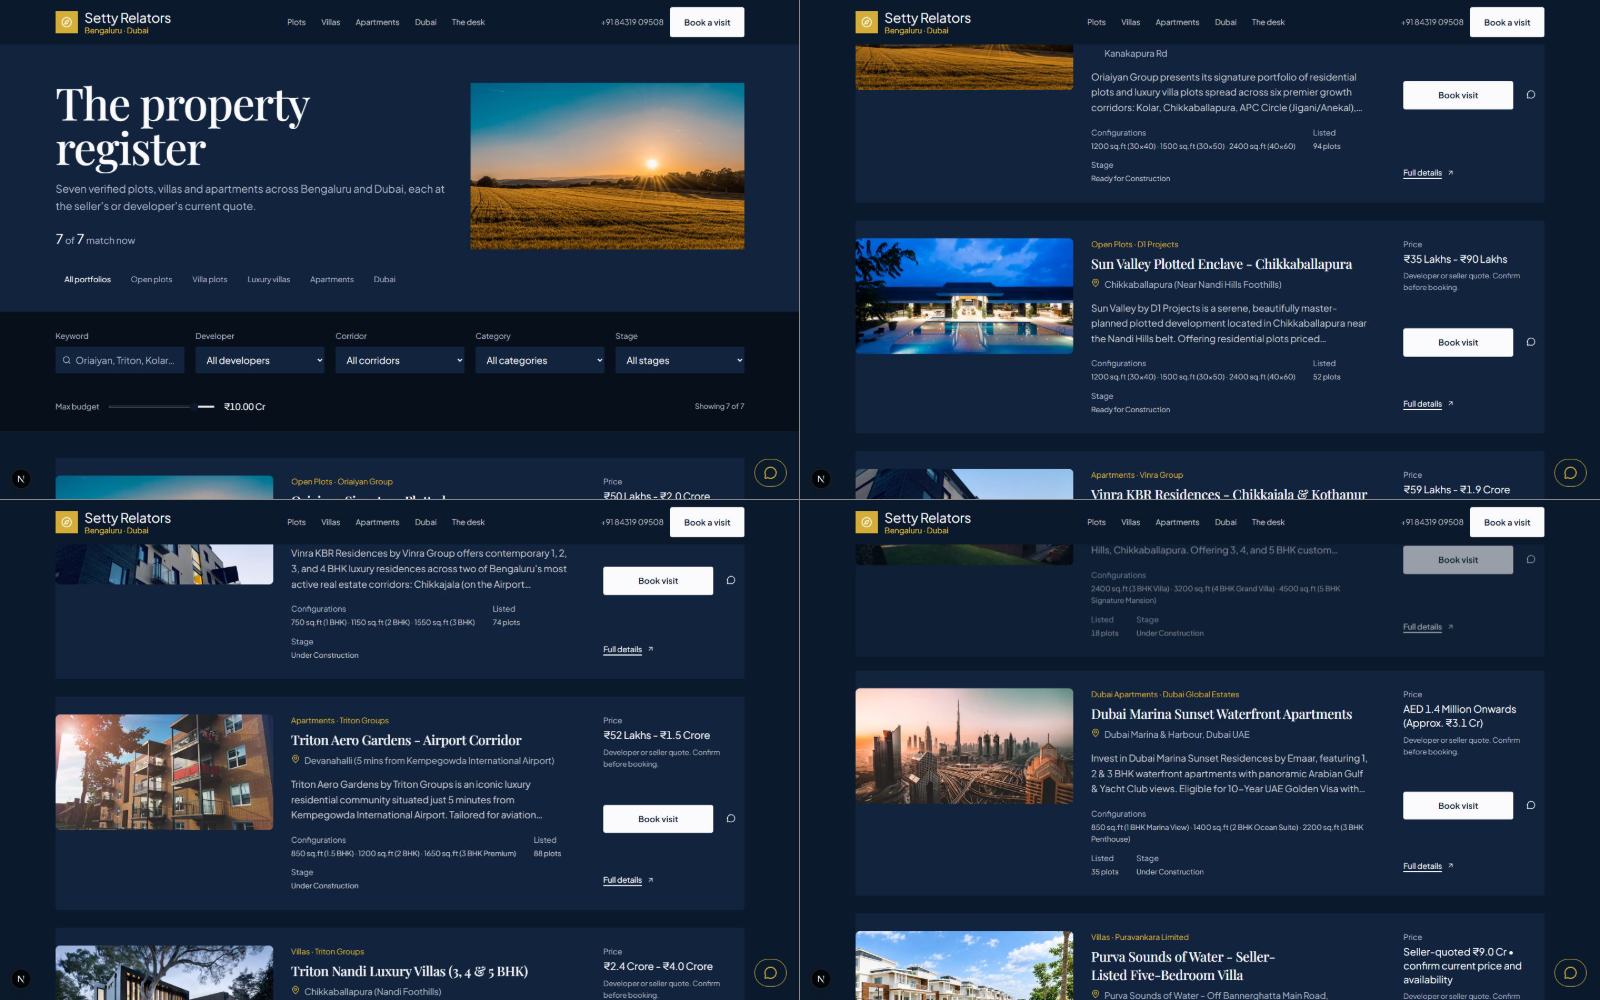 Setty Relators
Bengaluru · Dubai
Plots Villas Apartments Dubai The desk
+91 84319 09508
Book a visit
The property
register
Seven verified plots, villas and apartments across Bengaluru and Dubai, each at
the seller's or developer's current quote.
7 of 7 match now
All portfolios Open plots Villa plots Luxury villas Apartments Dubai
Keyword Developer Corridor Category Stage
Oriaiyan, Triton, Kolar... All developers All corridors All categories All stages
Max budget ₹10.00 Cr Showing 7 of 7
Open Plots · Oriaiyan Group
Price
₹50 Lakhs - ₹2.0 Crore
N
Setty Relators
Bengaluru · Dubai
Plots Villas Apartments Dubai The desk
+91 84319 09508
Book a visit
Kanakapura Rd
Oriaiyan Group presents its signature portfolio of residential
plots and luxury villa plots spread across six premier growth
corridors: Kolar, Chikkaballapura, APC Circle (Jigani/Anekal),...
Book visit
Configurations Listed
1200 sq.ft (30×40) · 1500 sq.ft (30×50) · 2400 sq.ft (40×60) 94 plots
Stage
Ready for Construction
Full details
Open Plots · D1 Projects
Sun Valley Plotted Enclave - Chikkaballapura
Chikkaballapura (Near Nandi Hills Foothills)
Sun Valley by D1 Projects is a serene, beautifully master-
planned plotted development located in Chikkaballapura near
the Nandi Hills belt. Offering residential plots priced...
Configurations Listed
1200 sq.ft (30×40) · 1500 sq.ft (30×50) · 2400 sq.ft (40×60) 52 plots
Stage
Ready for Construction
Price
₹35 Lakhs - ₹90 Lakhs
Developer or seller quote. Confirm
before booking.
Book visit
Full details
Apartments · Vinra Group
Vinra KBR Residences - Chikkajala & Kothanur
Price
₹59 Lakhs - ₹1.9 Crore
N
Setty Relators
Bengaluru · Dubai
Plots Villas Apartments Dubai The desk
+91 84319 09508
Book a visit
Vinra KBR Residences by Vinra Group offers contemporary 1, 2,
3, and 4 BHK luxury residences across two of Bengaluru's most
active real estate corridors: Chikkajala (on the Airport...
Book visit
Configurations Listed
750 sq.ft (1 BHK) · 1150 sq.ft (2 BHK) · 1550 sq.ft (3 BHK) 74 plots
Stage
Under Construction
Full details
Apartments · Triton Groups
Triton Aero Gardens - Airport Corridor
Devanahalli (5 mins from Kempegowda International Airport)
Triton Aero Gardens by Triton Groups is an iconic luxury
residential community situated just 5 minutes from
Kempegowda International Airport. Tailored for aviation...
Configurations Listed
850 sq.ft (1.5 BHK) · 1200 sq.ft (2 BHK) · 1650 sq.ft (3 BHK Premium) 88 plots
Stage
Under Construction
Price
₹52 Lakhs - ₹1.5 Crore
Developer or seller quote. Confirm
before booking.
Book visit
Full details
Villas · Triton Groups
Triton Nandi Luxury Villas (3, 4 & 5 BHK)
Chikkaballapura (Nandi Foothills)
Price
₹2.4 Crore - ₹4.0 Crore
Developer or seller quote. Confirm
before booking.
N
Setty Relators
Bengaluru · Dubai
Plots Villas Apartments Dubai The desk
+91 84319 09508
Book a visit
Hills, Chikkaballapura. Offering 3, 4, and 5 BHK custom...
Book visit
Configurations
2400 sq.ft (3 BHK Villa) · 3200 sq.ft (4 BHK Grand Villa) · 4500 sq.ft (5 BHK
Signature Mansion)
Listed Stage
18 plots Under Construction
Full details
Dubai Apartments · Dubai Global Estates
Dubai Marina Sunset Waterfront Apartments
Dubai Marina & Harbour, Dubai UAE
Invest in Dubai Marina Sunset Residences by Emaar, featuring 1,
2 & 3 BHK waterfront apartments with panoramic Arabian Gulf
& Yacht Club views. Eligible for 10-Year UAE Golden Visa with...
Configurations
850 sq.ft (1 BHK Marina View) · 1400 sq.ft (2 BHK Ocean Suite) · 2200 sq.ft (3 BHK
Penthouse)
Listed Stage
35 plots Under Construction
Price
AED 1.4 Million Onwards
(Approx. ₹3.1 Cr)
Developer or seller quote. Confirm
before booking.
Book visit
Full details
Villas · Puravankara Limited
Purva Sounds of Water - Seller-
Listed Five-Bedroom Villa
Purva Sounds of Water - Off Bannerghatta Main Road,
Price
Seller-quoted ₹9.0 Cr •
confirm current price and
availability
Developer or seller quote. Confirm
N